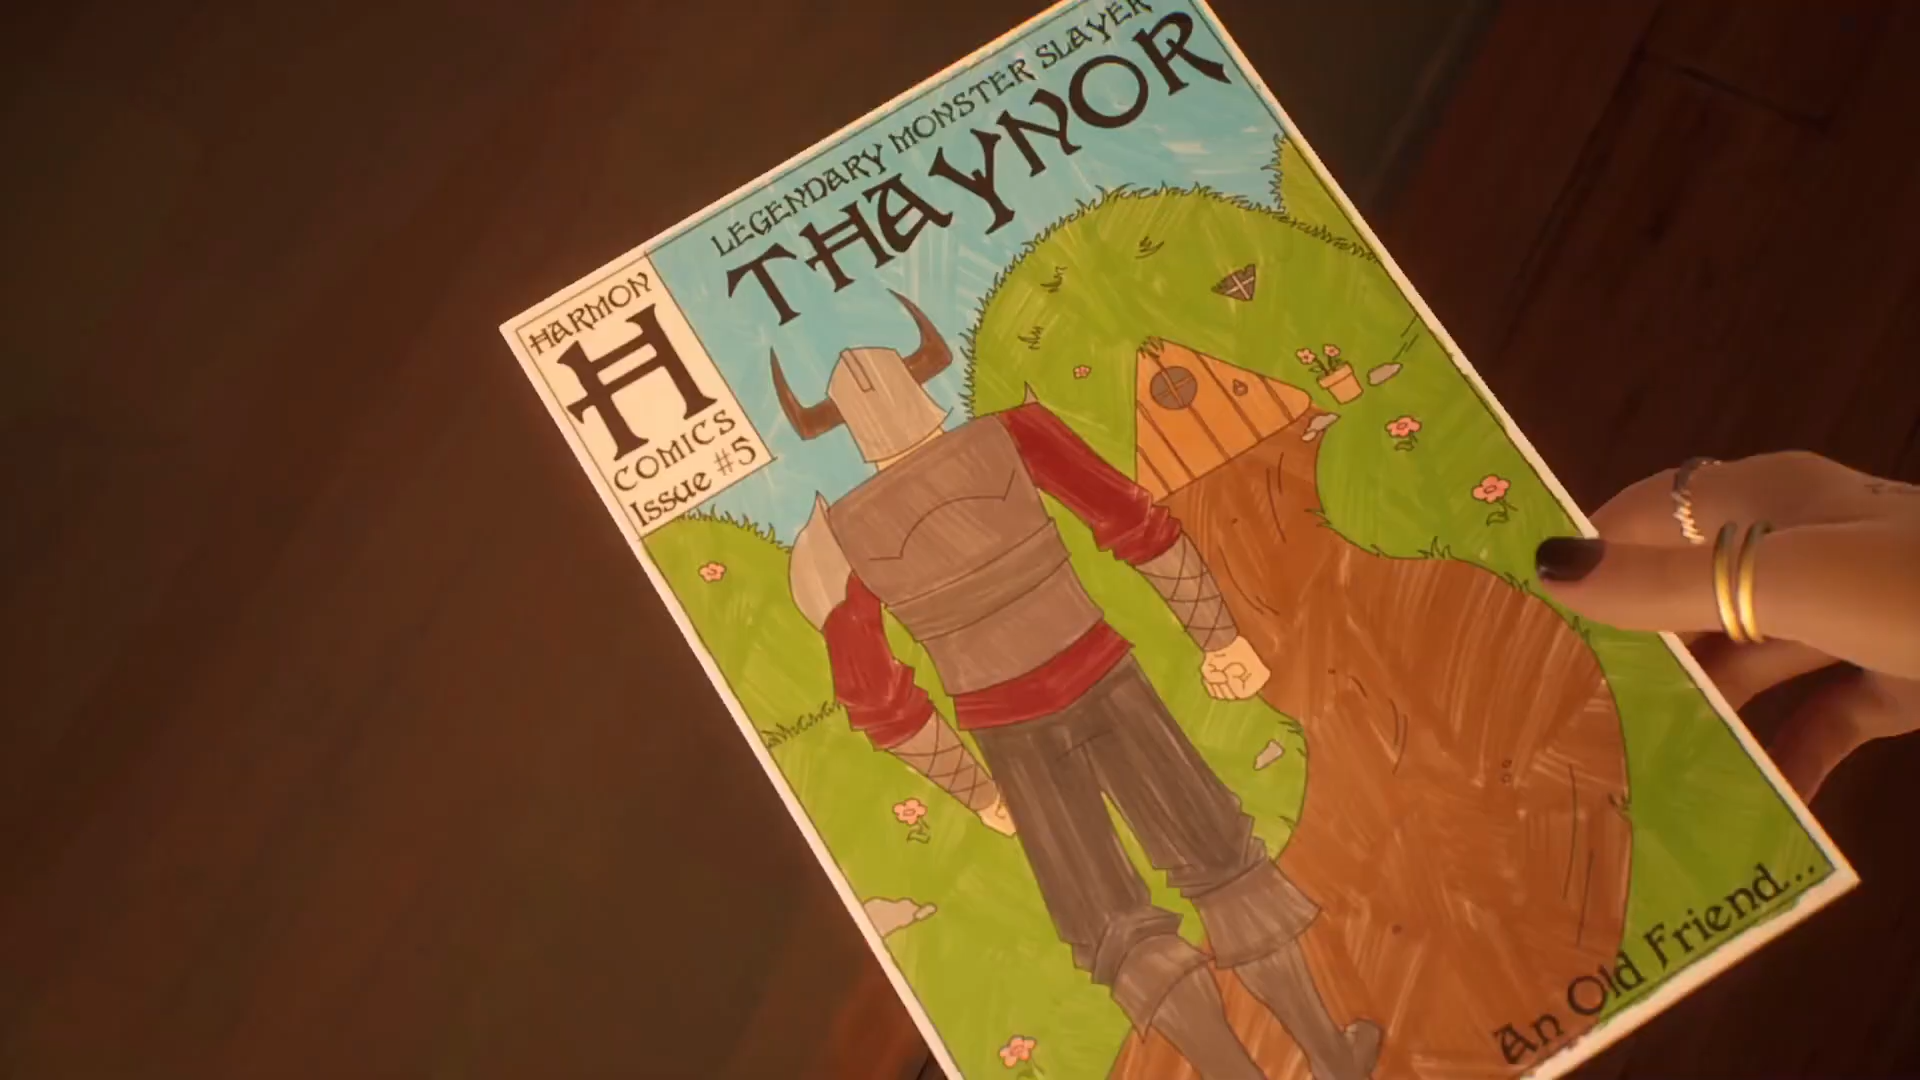 LEGENDARY MONSTER SLAYER
THAYNOR
HARMON
H
COMICS
Issue #5
An Old Friend...